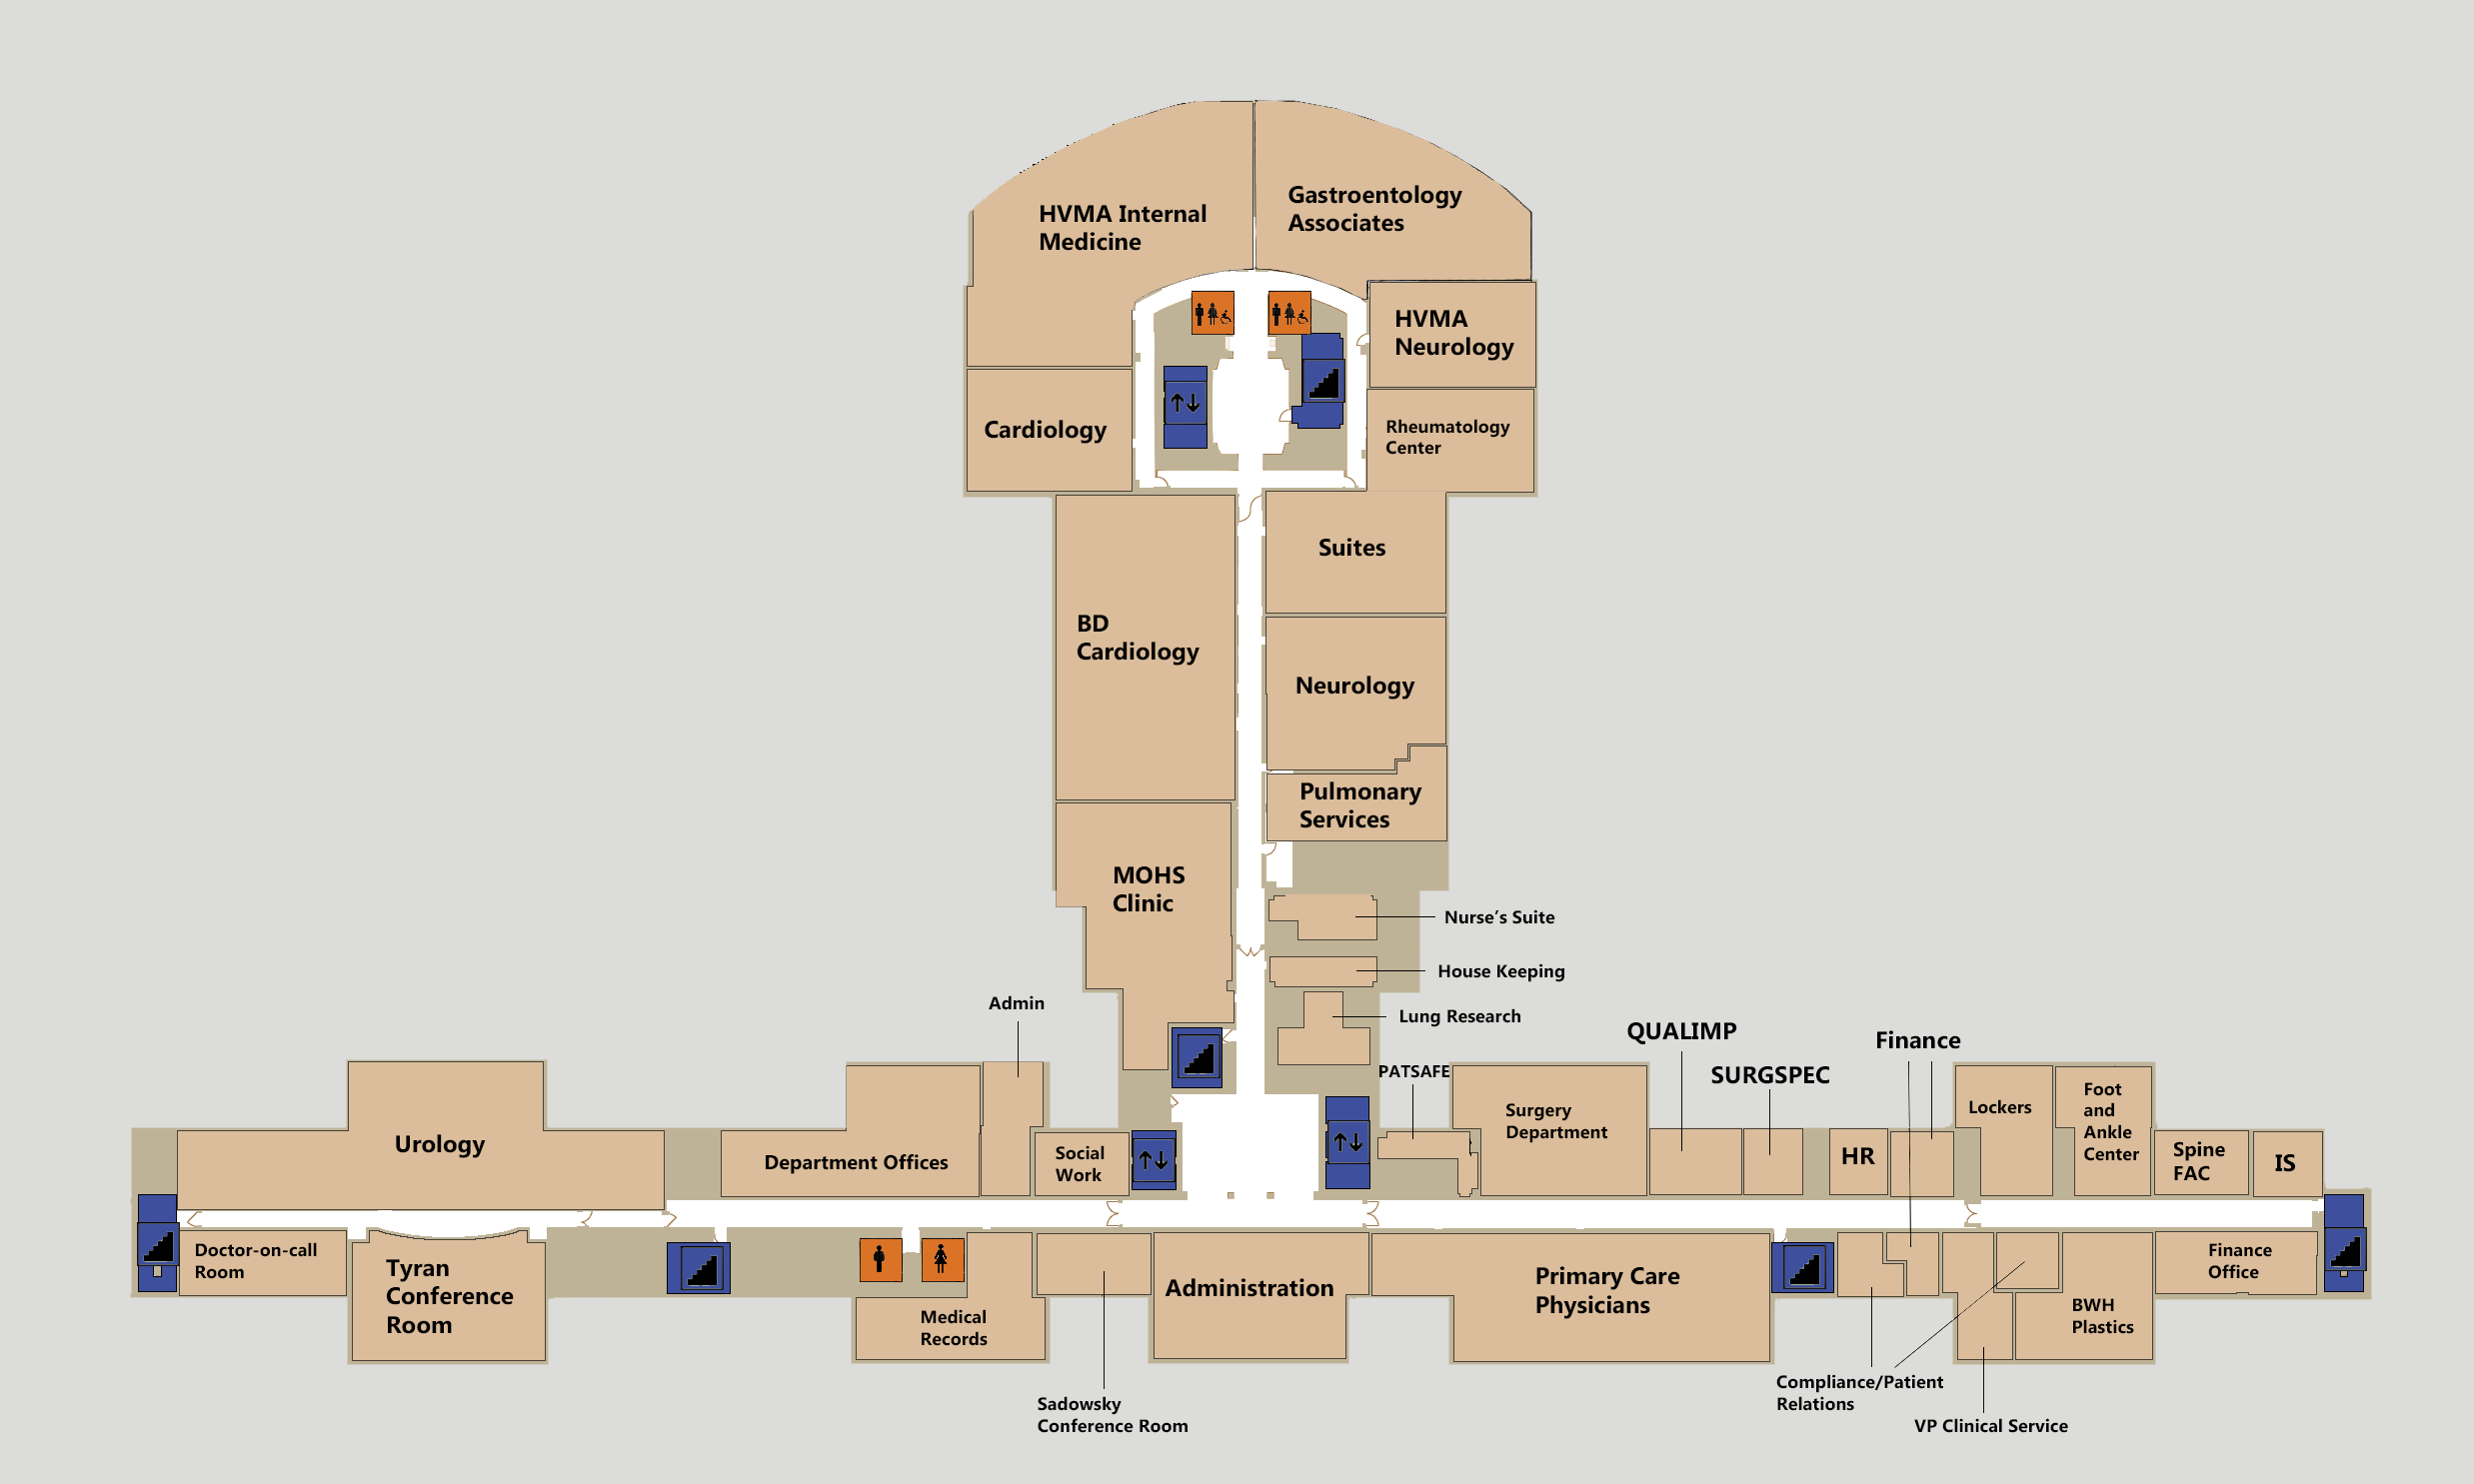 HVMA Internal
Medicine
Gastroentology
Associates
HVMA
Neurology
Cardiology
Rheumatology
Center
Suites
BD
Cardiology
Neurology
Pulmonary
Services
MOHS
Clinic
Nurse's Suite
House Keeping
Admin
Lung Research
QUALIMP
Finance
PATSAFE
SURGSPEC
Urology
Department Offices
Social
Work
Surgery
Department
HR
Lockers
Foot
and
Ankle
Center
Spine
FAC
IS
Doctor-on-call
Room
Tyran
Conference
Room
Medical
Records
Administration
Primary Care
Physicians
Finance
Office
BWH
Plastics
Sadowsky
Conference Room
Compliance/Patient
Relations
VP Clinical Service